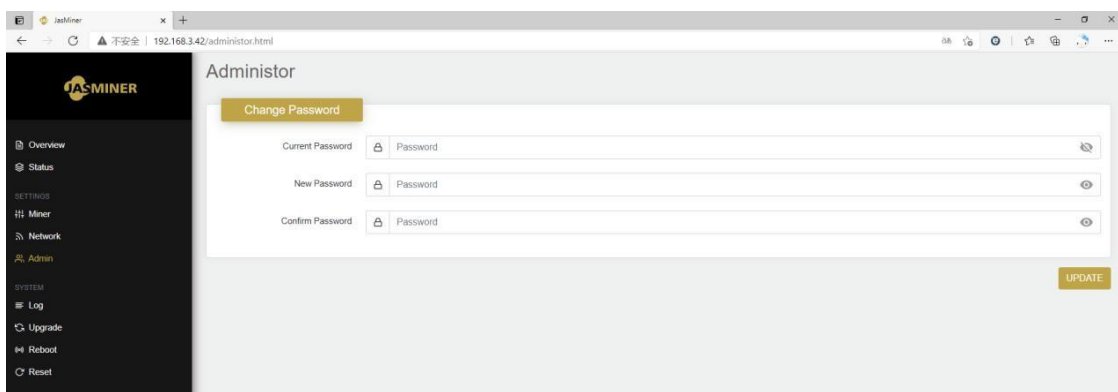 JasMiner
不安全 | 192.168.3.42/administor.html
JASMINER
Overview
Status
SETTINGS
Miner
Network
Admin
SYSTEM
Log
Upgrade
Reboot
Reset
Administor
Change Password
Current Password
Password
New Password
Password
Confirm Password
Password
UPDATE